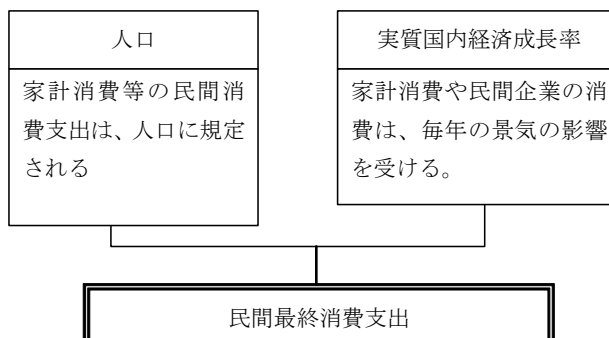 人口
家計消費等の民間消
費支出は、人口に規定
される
実質国内経済成長率
家計消費や民間企業の消
費は、毎年の景気の影響
を受ける。
民間最終消費支出